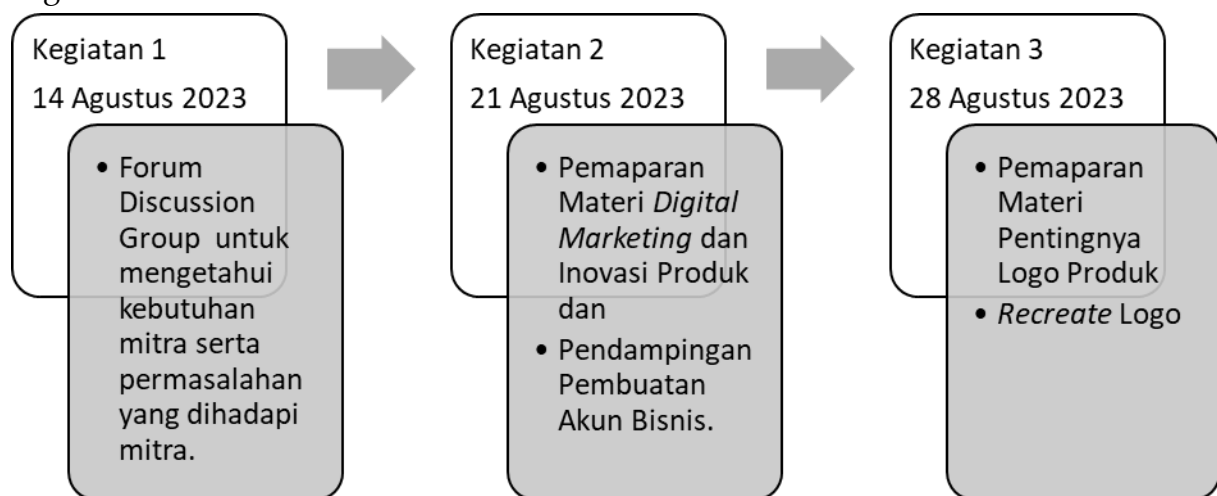 Kegiatan 1
14 Agustus 2023
• Forum
Discussion
Group untuk
mengetahui
kebutuhan
mitra serta
permasalahan
yang dihadapi
mitra.
Kegiatan 2
21 Agustus 2023
• Pemaparan
Materi Digital
Marketing dan
Inovasi Produk
dan
• Pendampingan
Pembuatan
Akun Bisnis.
Kegiatan 3
28 Agustus 2023
• Pemaparan
Materi
Pentingnya
Logo Produk
• Recreate Logo